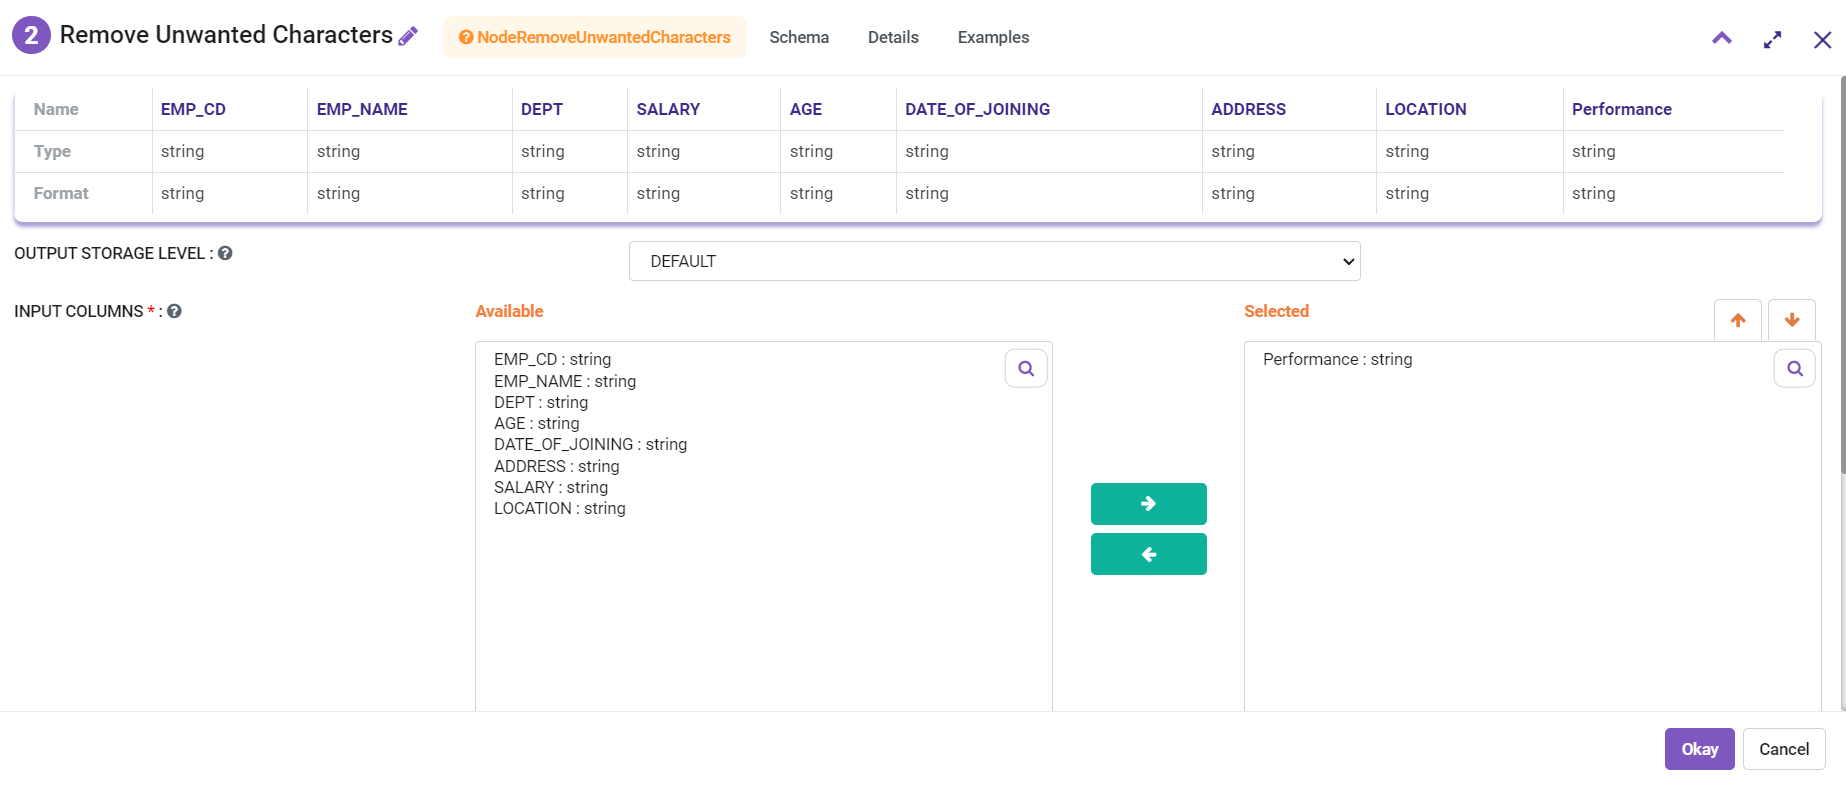 2 Remove Unwanted Characters NodeRemoveUnwantedCharacters Schema Details Examples
Name EMP_CD EMP_NAME DEPT SALARY AGE DATE_OF_JOINING ADDRESS LOCATION Performance
Type string string string string string string string string string
Format string string string string string string string string string
OUTPUT STORAGE LEVEL : DEFAULT
INPUT COLUMNS * : Available Selected
EMP_CD : string Performance : string
EMP_NAME : string
DEPT : string
AGE : string
DATE_OF_JOINING : string
ADDRESS : string
SALARY : string
LOCATION : string
Okay Cancel